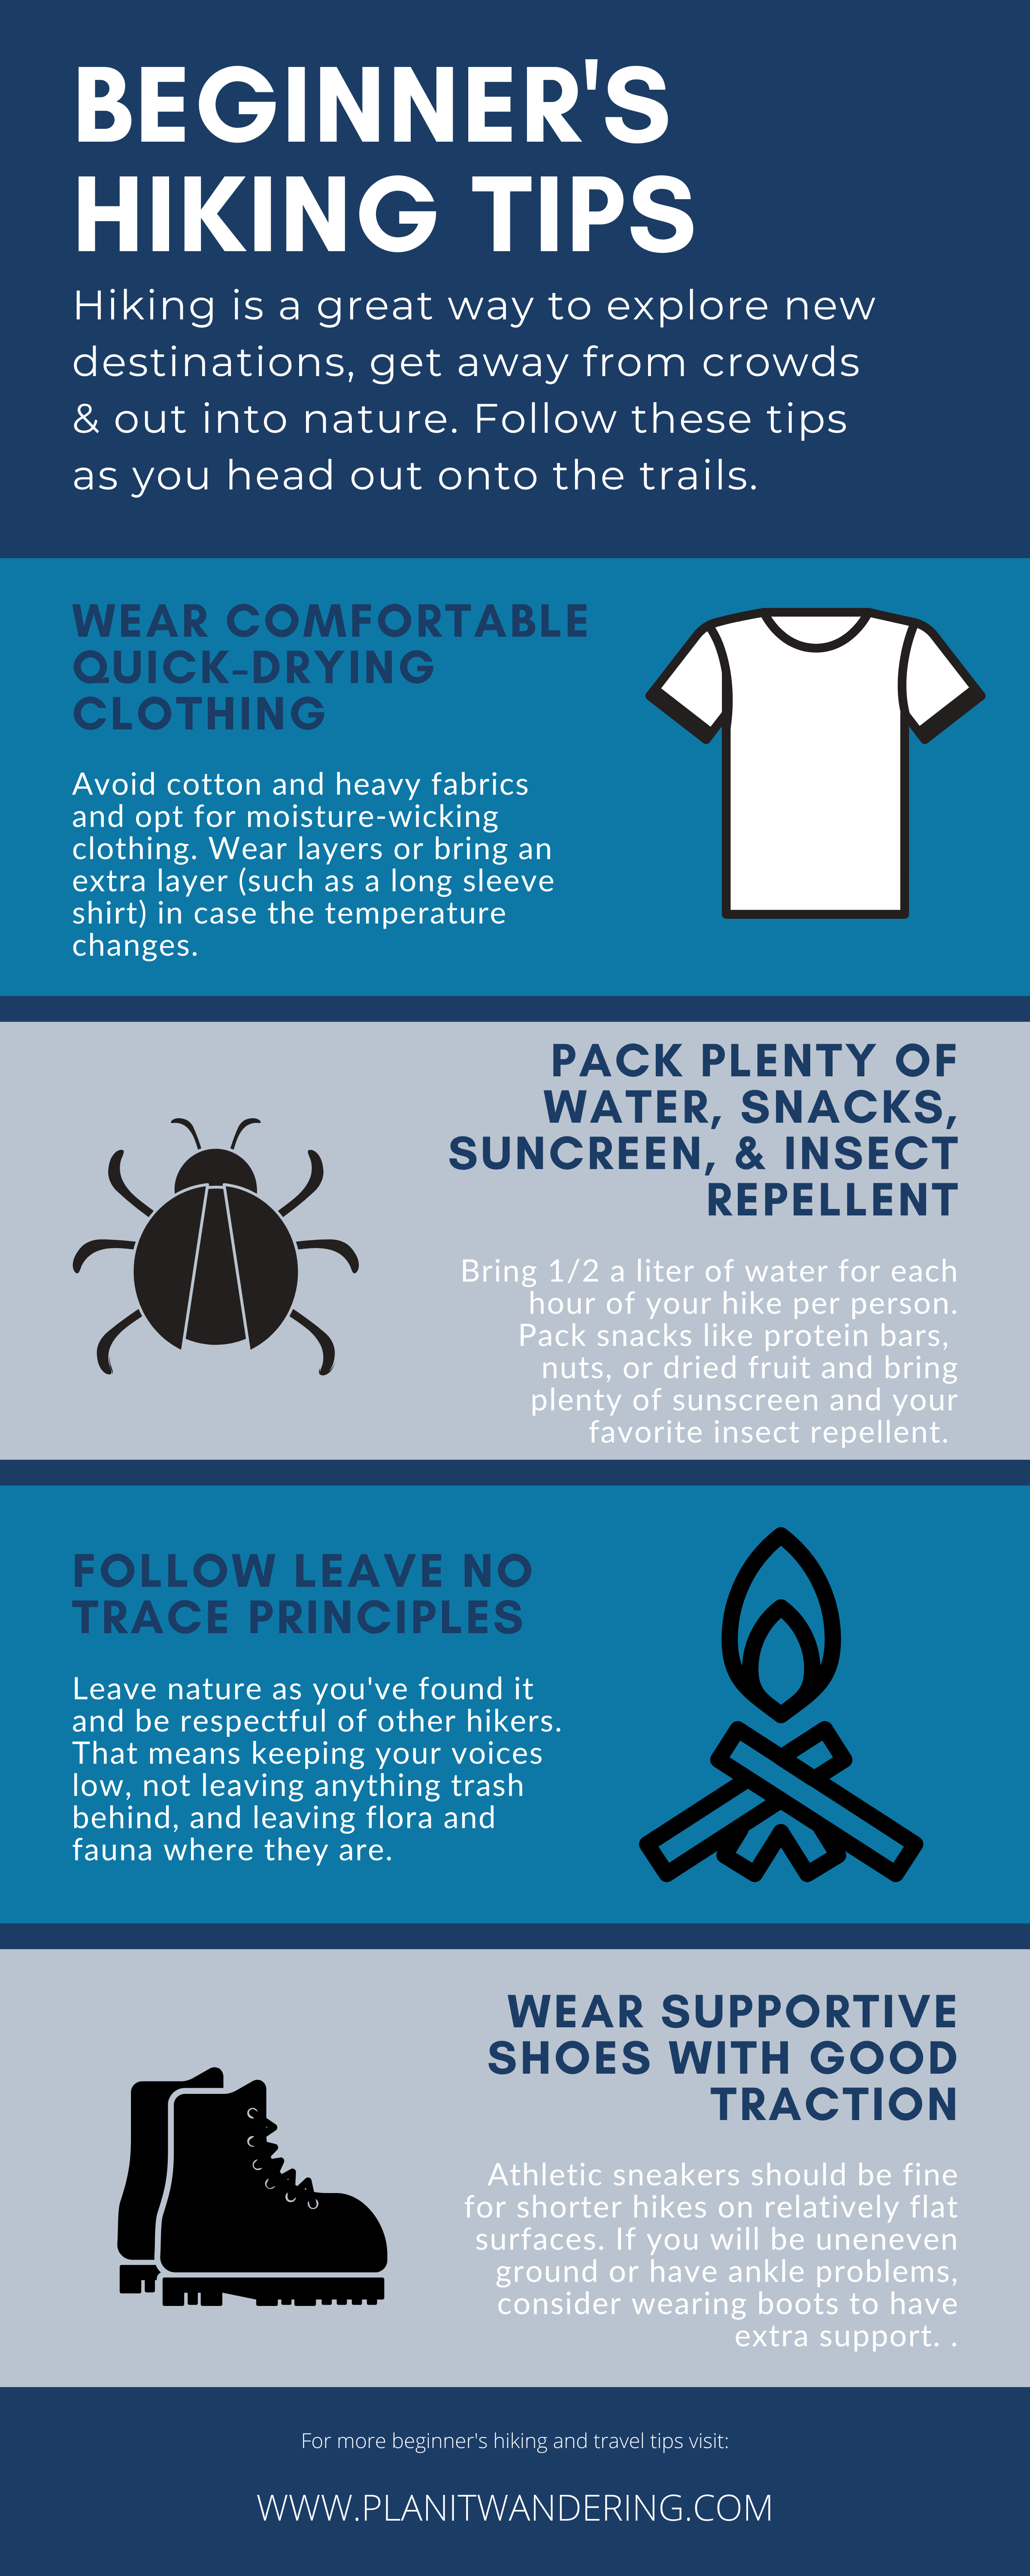 BEGINNER'S
HIKING TIPS
Hiking is a great way to explore new
destinations, get away from crowds
& out into nature. Follow these tips
as you head out onto the trails.
WEAR COMFORTABLE
QUICK-DRYING
CLOTHING
Avoid cotton and heavy fabrics
and opt for moisture-wicking
clothing. Wear layers or bring an
extra layer (such as a long sleeve
shirt) in case the temperature
changes.
PACK PLENTY OF
WATER, SNACKS,
SUNCREEN, & INSECT
REPELLENT
Bring 1/2 a liter of water for each
hour of your hike per person.
Pack snacks like protein bars,
nuts, or dried fruit and bring
plenty of sunscreen and your
favorite insect repellent.
FOLLOW LEAVE NO
TRACE PRINCIPLES
Leave nature as you've found it
and be respectful of other hikers.
That means keeping your voices
low, not leaving anything trash
behind, and leaving flora and
fauna where they are.
WEAR SUPPORTIVE
SHOES WITH GOOD
TRACTION
Athletic sneakers should be fine
for shorter hikes on relatively flat
surfaces. If you will be uneneven
ground or have ankle problems,
consider wearing boots to have
extra support. .
For more beginner's hiking and travel tips visit:
WWW.PLANITWANDERING.COM